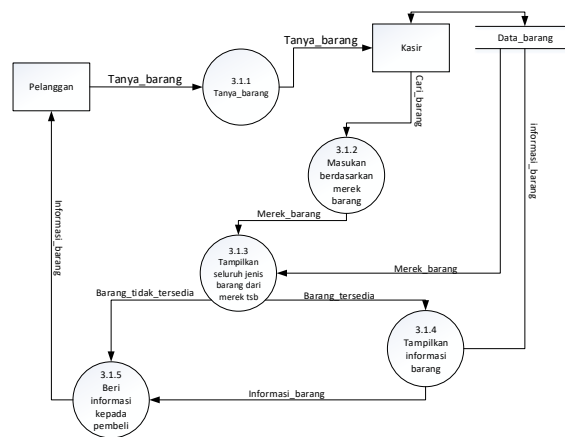 Tanya_barang
Kasir
Data_barang
Pelanggan
Tanya_barang
3.1.1
Tanya_barang
Cari_barang
informasi_barang
3.1.2
Masukan
berdasarkan
merek
barang
Informasi_barang
Merek_barang
3.1.3
Tampilkan
seluruh jenis
barang dari
merek tsb
Merek_barang
Barang_tidak_tersedia
Barang_tersedia
3.1.4
Tampilkan
informasi
barang
3.1.5
Beri
informasi
kepada
pembeli
Informasi_barang